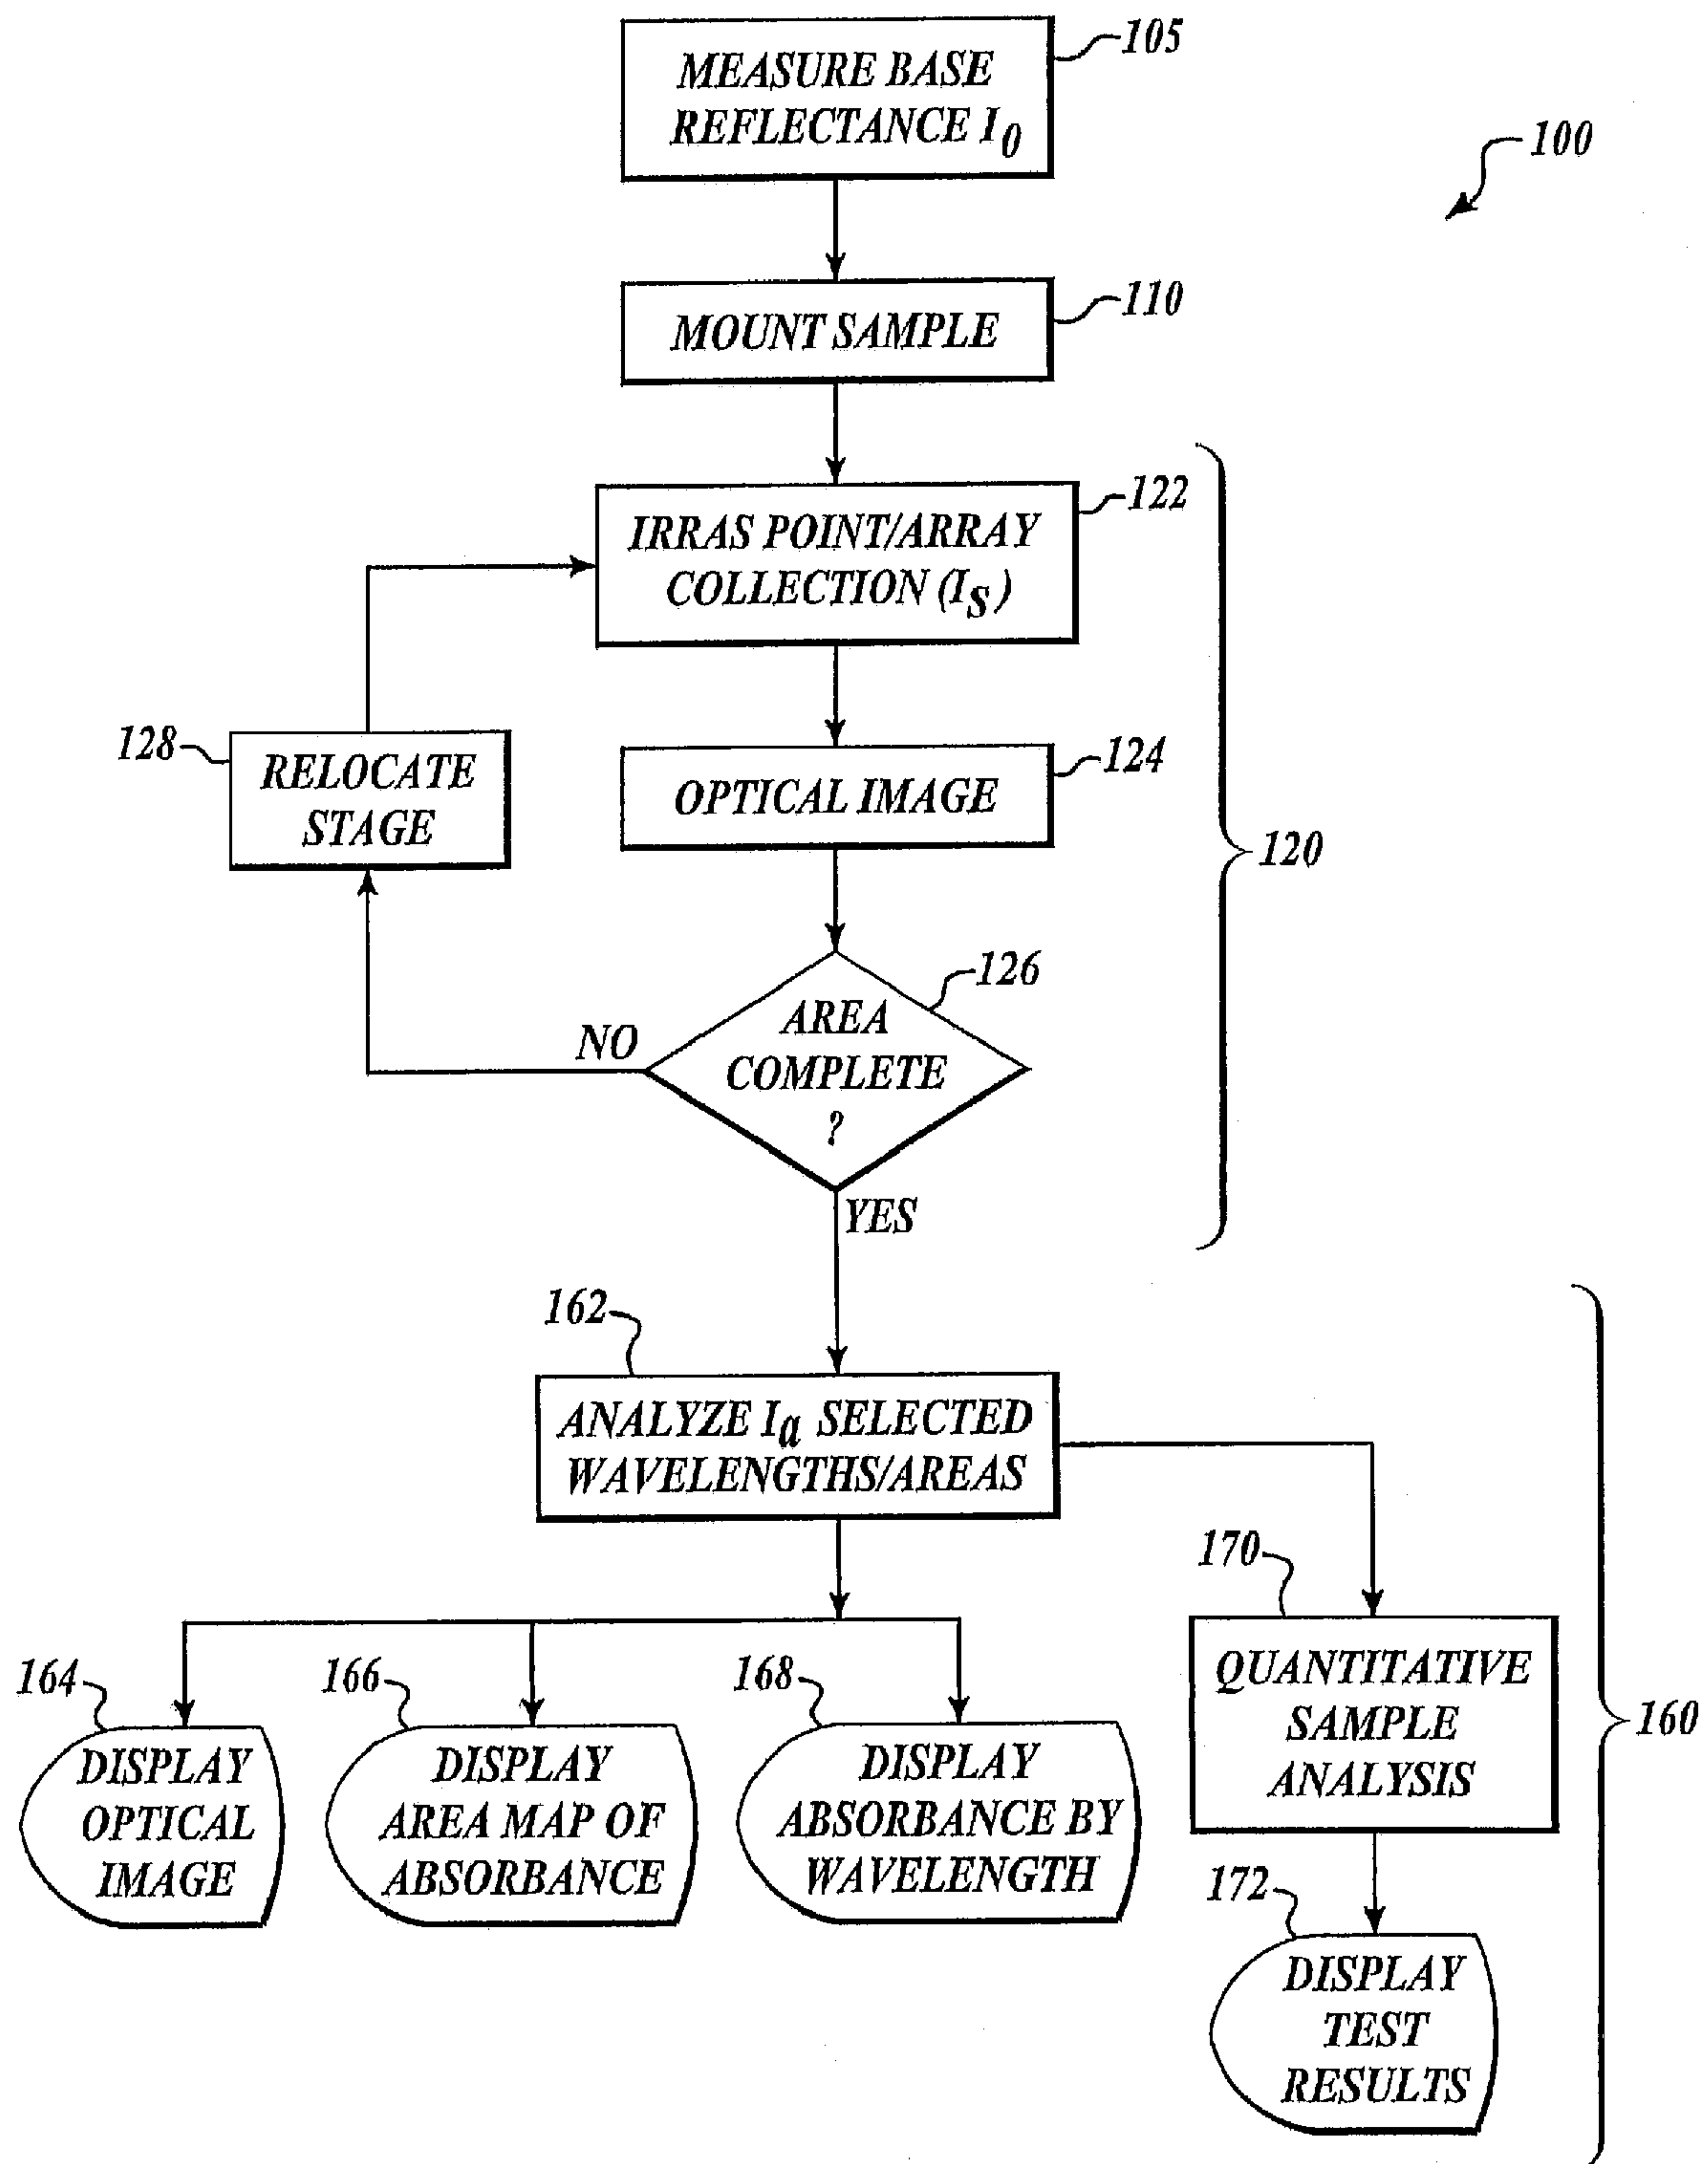 105
MEASURE BASE
REFLECTANCE I0
100
110
MOUNT SAMPLE
122
IRRAS POINT/ARRAY
COLLECTION (IS)
128
RELOCATE
STAGE
124
OPTICAL IMAGE
120
126
AREA
COMPLETE
?
NO
YES
162
ANALYZE Ia SELECTED
WAVELENGTHS/AREAS
170
QUANTITATIVE
SAMPLE
ANALYSIS
160
164
DISPLAY
OPTICAL
IMAGE
166
DISPLAY
AREA MAP OF
ABSORBANCE
168
DISPLAY
ABSORBANCE BY
WAVELENGTH
172
DISPLAY
TEST
RESULTS